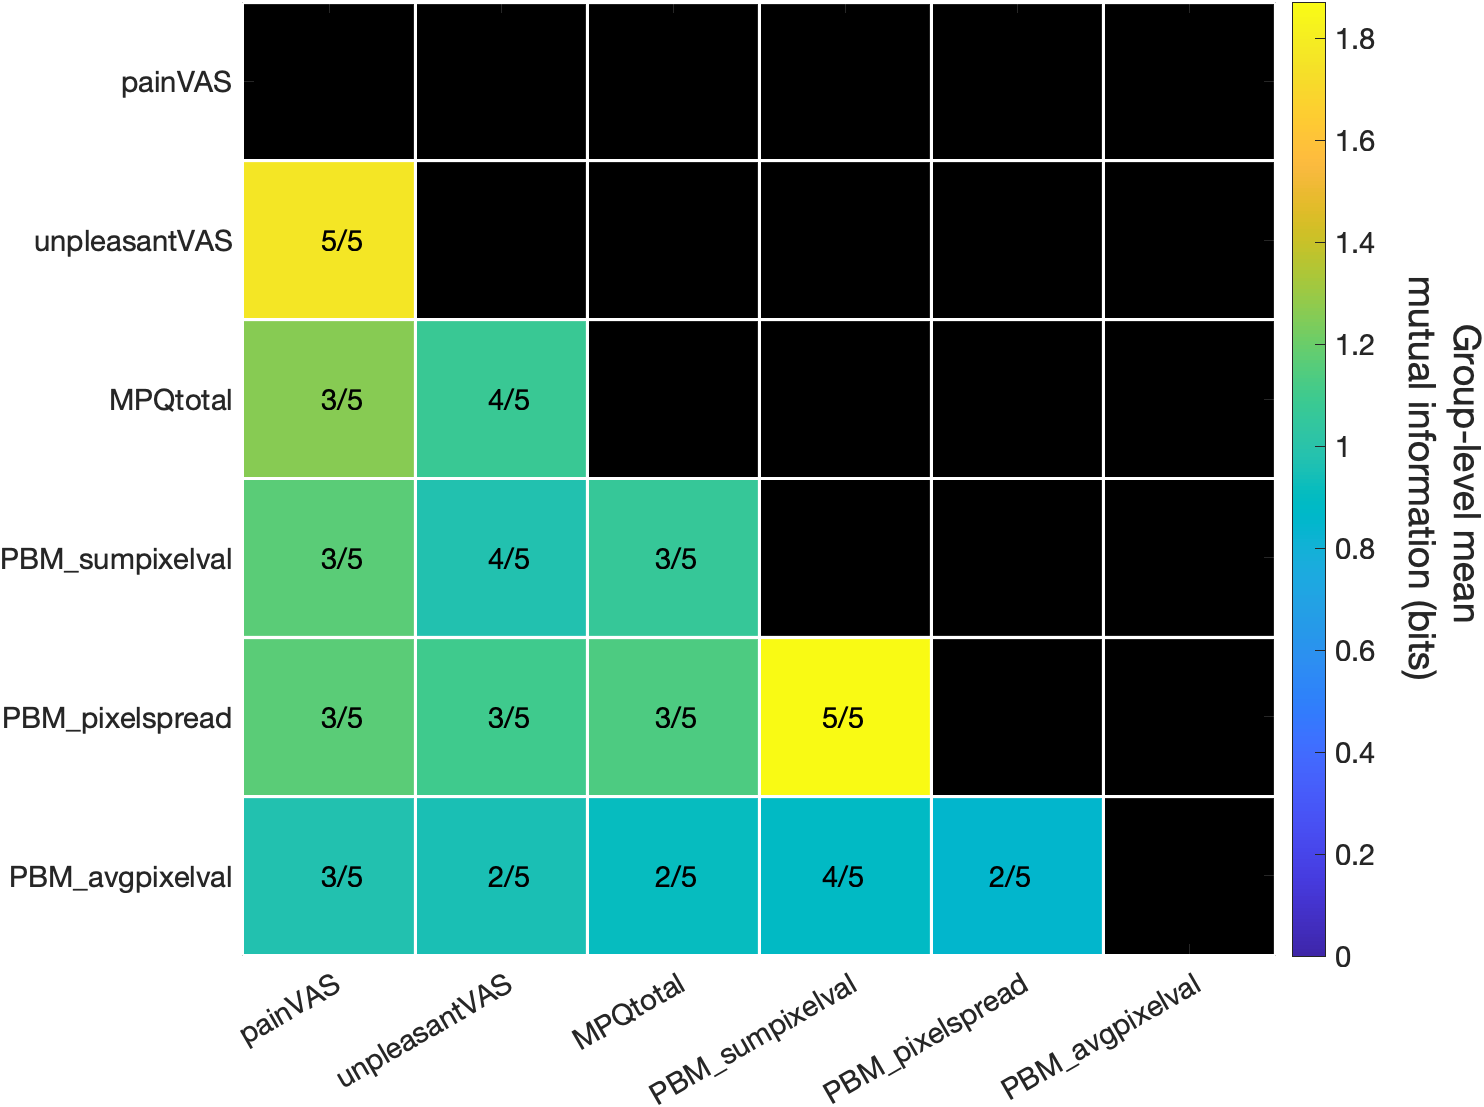 painVAS
unpleasantVAS
5/5
MPQtotal
3/5
4/5
PBM_sumpixelval
3/5
4/5
3/5
PBM_pixelspread
3/5
3/5
3/5
5/5
PBM_avgpixelval
3/5
2/5
2/5
4/5
2/5
painVAS
unpleasantVAS
MPQtotal
PBM_sumpixelval
PBM_pixelspread
PBM_avgpixelval
1.8
1.6
1.4
1.2
1
0.8
0.6
0.4
0.2
0
Group-level mean
mutual information (bits)